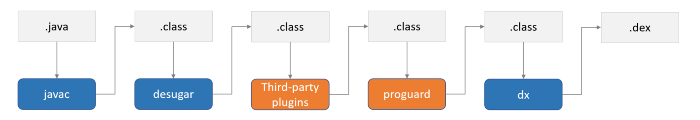 .java
.class
.class
.class
.class
.dex
javac
desugar
Third-party
plugins
proguard
dx